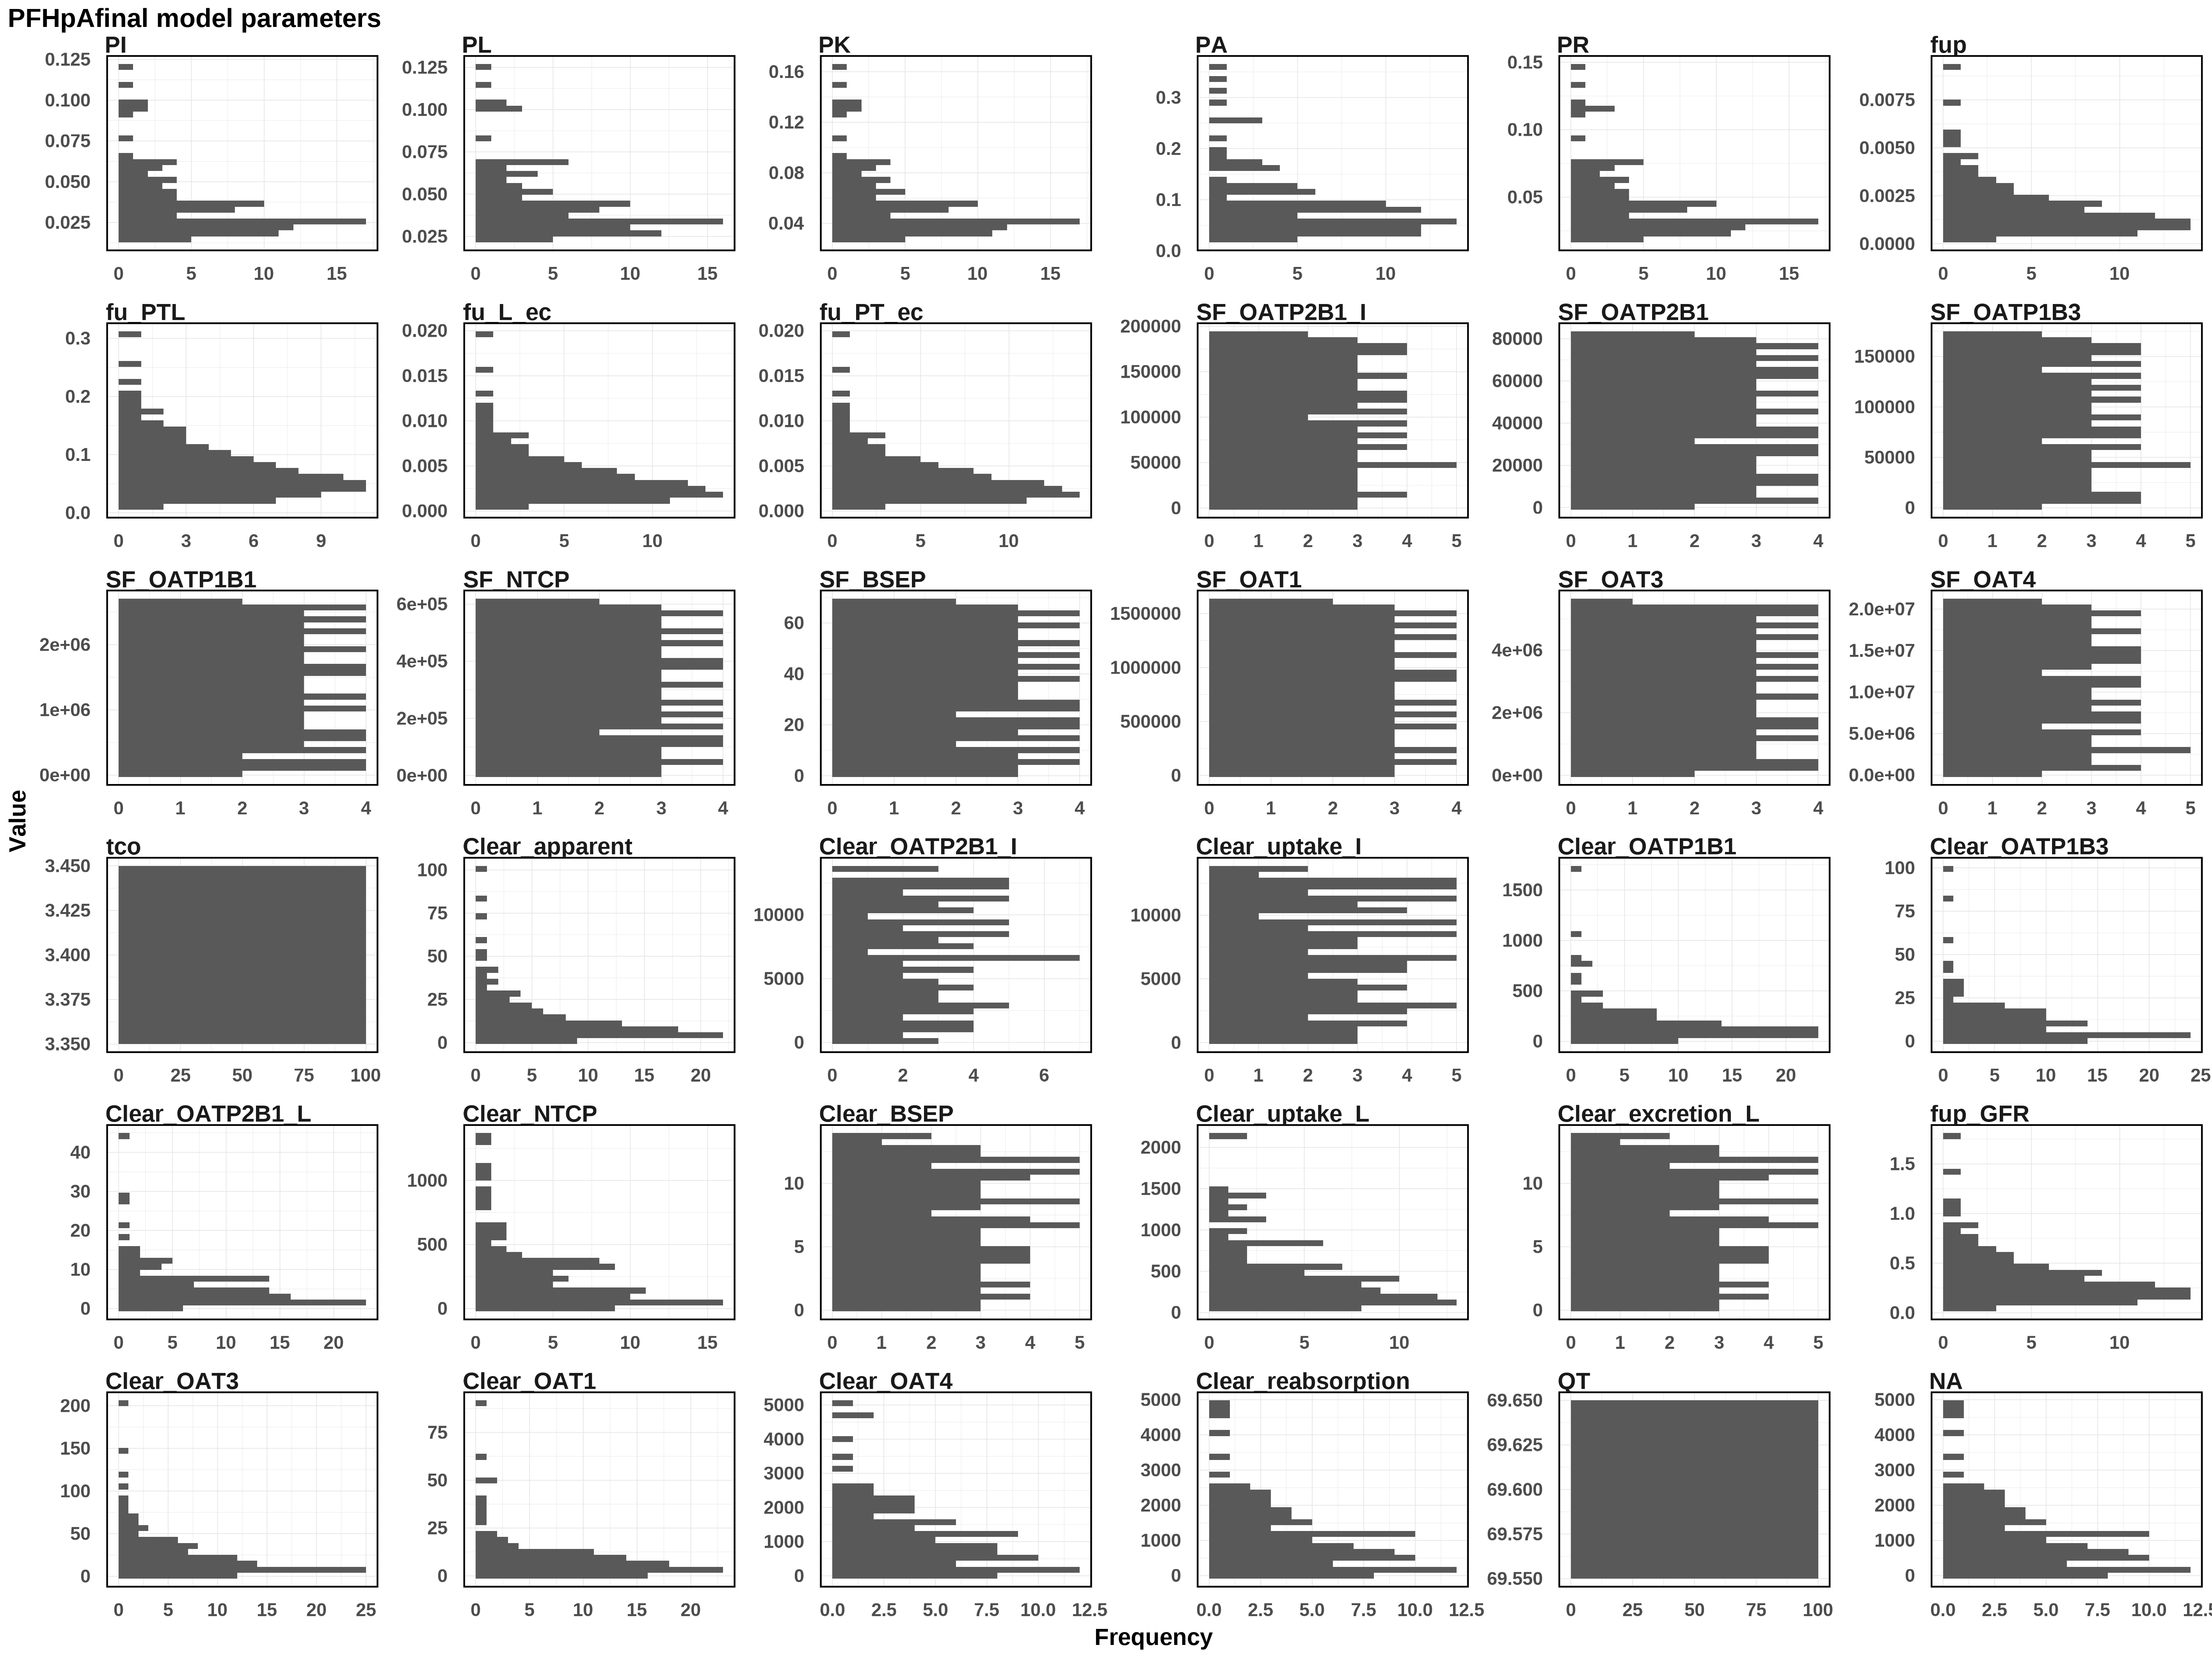 PFHpAfinal model parameters
PI PL PK PA PR fup
0.125 0.100 0.075 0.050 0.025
0 5 10 15
0.125 0.100 0.075 0.050 0.025
0 5 10 15
0.16 0.12 0.08 0.04
0 5 10 15
0.3 0.2 0.1 0.0
0 5 10
0.15 0.10 0.05
0 5 10 15
0.0075 0.0050 0.0025 0.0000
0 5 10
fu_PTL fu_L_ec fu_PT_ec SF_OATP2B1_I SF_OATP2B1 SF_OATP1B3
0.3 0.2 0.1 0.0
0 3 6 9
0.020 0.015 0.010 0.005 0.000
0 5 10
0.020 0.015 0.010 0.005 0.000
0 5 10
200000 150000 100000 50000 0
0 1 2 3 4 5
80000 60000 40000 20000 0
0 1 2 3 4
150000 100000 50000 0
0 1 2 3 4 5
SF_OATP1B1 SF_NTCP SF_BSEP SF_OAT1 SF_OAT3 SF_OAT4
2e+06 1e+06 0e+00
0 1 2 3 4
6e+05 4e+05 2e+05 0e+00
0 1 2 3 4
60 40 20 0
0 1 2 3 4
1500000 1000000 500000 0
0 1 2 3 4
4e+06 2e+06 0e+00
0 1 2 3 4
2.0e+07 1.5e+07 1.0e+07 5.0e+06 0.0e+00
0 1 2 3 4 5
Value
tco Clear_apparent Clear_OATP2B1_I Clear_uptake_I Clear_OATP1B1 Clear_OATP1B3
3.450 3.425 3.400 3.375 3.350
0 25 50 75 100
100 75 50 25 0
0 5 10 15 20
10000 5000 0
0 2 4 6
10000 5000 0
0 1 2 3 4 5
1500 1000 500 0
0 5 10 15 20
100 75 50 25 0
0 5 10 15 20 25
Clear_OATP2B1_L Clear_NTCP Clear_BSEP Clear_uptake_L Clear_excretion_L fup_GFR
40 30 20 10 0
0 5 10 15 20
1000 500 0
0 5 10 15
10 5 0
0 1 2 3 4 5
2000 1500 1000 500 0
0 5 10
10 5 0
0 1 2 3 4 5
1.5 1.0 0.5 0.0
0 5 10
Clear_OAT3 Clear_OAT1 Clear_OAT4 Clear_reabsorption QT NA
200 150 100 50 0
0 5 10 15 20 25
75 50 25 0
0 5 10 15 20
5000 4000 3000 2000 1000 0
0.0 2.5 5.0 7.5 10.0 12.5
5000 4000 3000 2000 1000 0
0.0 2.5 5.0 7.5 10.0 12.5
69.650 69.625 69.600 69.575 69.550
0 25 50 75 100
5000 4000 3000 2000 1000 0
0.0 2.5 5.0 7.5 10.0 12.5
Frequency